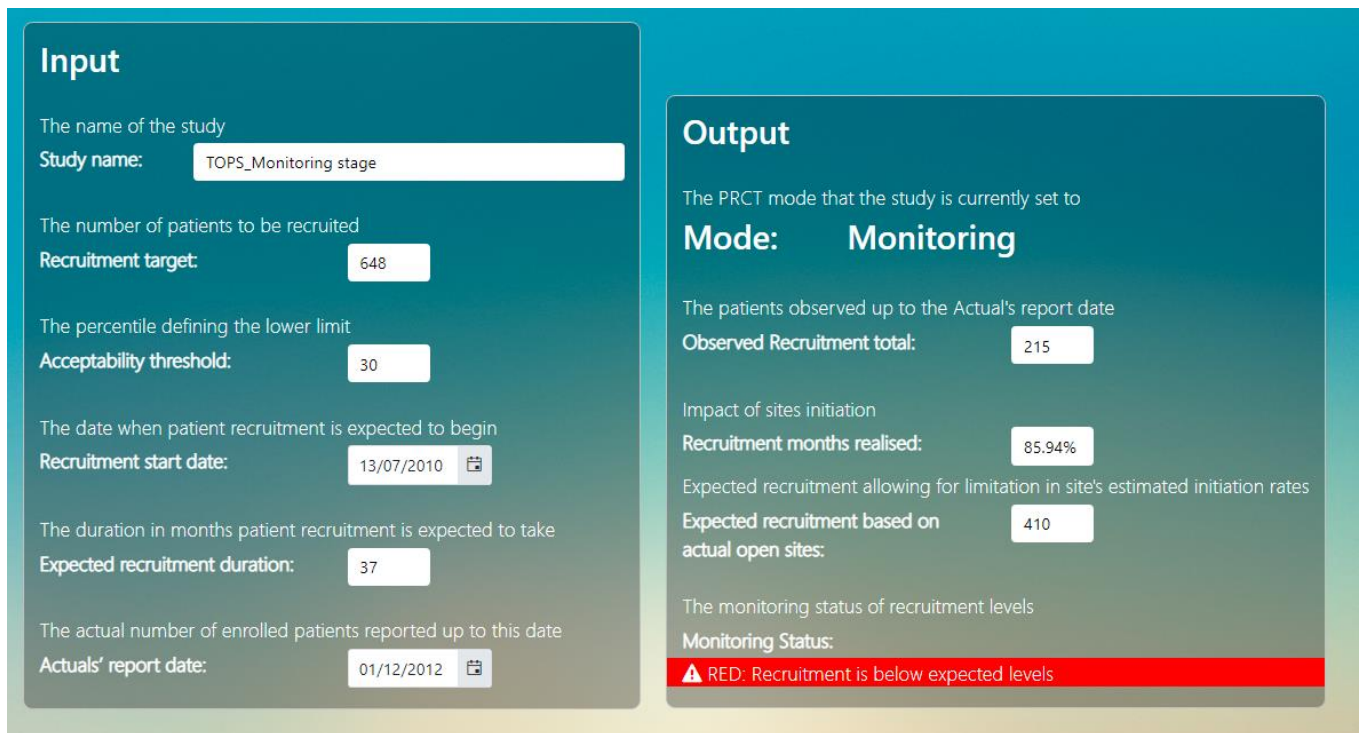 Input
The name of the study
Study name: TOPS_Monitoring stage
The number of patients to be recruited
Recruitment target: 648
The percentile defining the lower limit
Acceptability threshold: 30
The date when patient recruitment is expected to begin
Recruitment start date: 13/07/2010
The duration in months patient recruitment is expected to take
Expected recruitment duration: 37
The actual number of enrolled patients reported up to this date
Actuals’ report date: 01/12/2012
Output
The PRCT mode that the study is currently set to
Mode: Monitoring
The patients observed up to the Actual's report date
Observed Recruitment total: 215
Impact of sites initiation
Recruitment months realised: 85.94%
Expected recruitment allowing for limitation in site's estimated initiation rates
Expected recruitment based on 410
actual open sites:
The monitoring status of recruitment levels
Monitoring Status:
RED: Recruitment is below expected levels